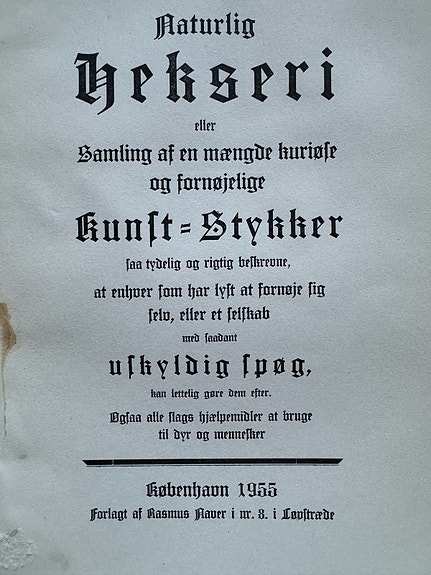 Naturlig
Hekseri
eller
Samling af en mængde kuriøse
og fornøjelige
Kunſt=Stykker
ſaa tydelig og rigtig beſkrevne,
at enhver ſom har lyſt at fornøje ſig
ſelv, eller et ſelſkab
med ſaadant
uſkyldig ſpøg,
kan lettelig gøre dem efter.
Ogſaa alle ſlags hjælpemidler at bruge
til dyr og menneſker
København 1955
Forlagt af Rasmus Naver i nr. 8. i Løvſtræde